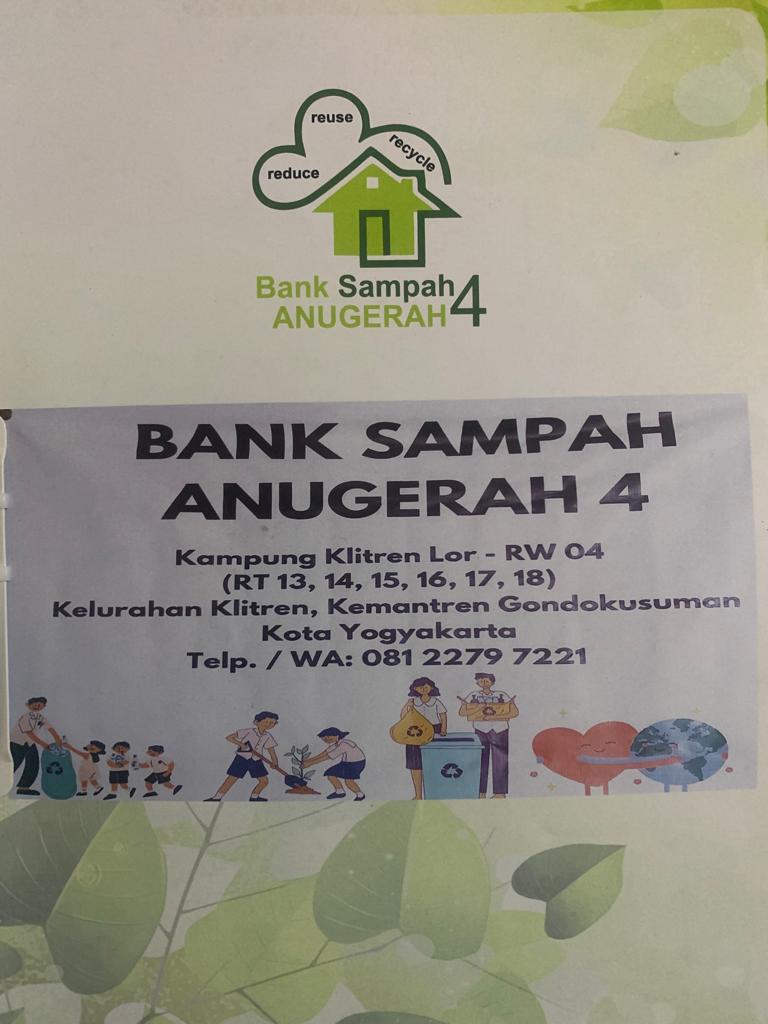 reuse
recycle
reduce
Bank Sampah 4
ANUGERAH
BANK SAMPAH
ANUGERAH 4
Kampung Klitren Lor - RW 04
(RT 13, 14, 15, 16, 17, 18)
Kelurahan Klitren, Kemantren Gondokusuman
Kota Yogyakarta
Telp. / WA: 081 2279 7221